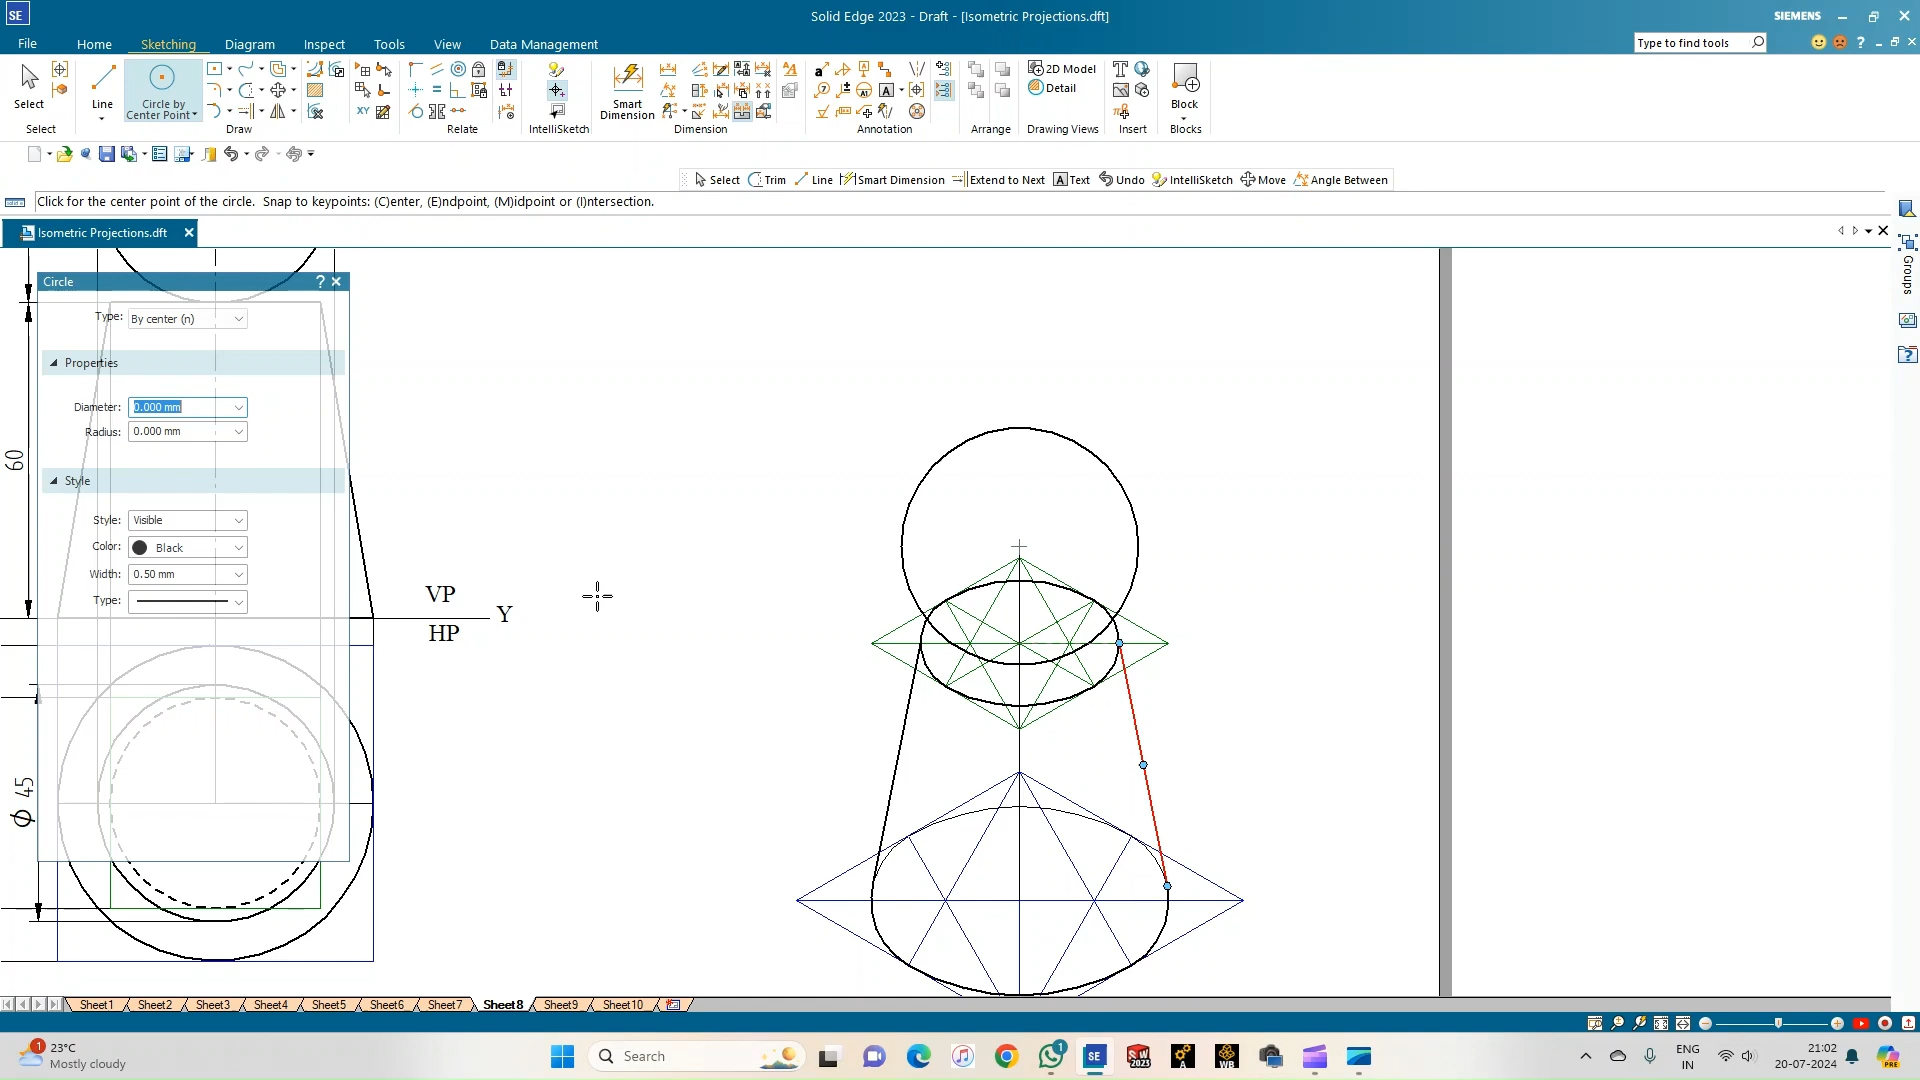 SE
Solid Edge 2023 - Draft - [Isometric Projections.dft]
SIEMENS
File
Home
Sketching
Diagram
Inspect
Tools
View
Data Management
Type to find tools
Select
Line
Circle by
Center Point
Smart
Dimension
2D Model
Detail
Block
Select
Draw
Relate
IntelliSketch
Dimension
Annotation
Arrange
Drawing Views
Insert
Blocks
Select
Trim
Line
Smart Dimension
Extend to Next
Text
Undo
IntelliSketch
Move
Angle Between
Click for the center point of the circle. Snap to keypoints: (C)enter, (E)ndpoint, (M)idpoint or (I)ntersection.
Isometric Projections.dft
Groups
Circle
Type: By center (n)
Properties
Diameter: 0.000 mm
Radius: 0.000 mm
Style
Style: Visible
Color: Black
Width: 0.50 mm
Type:
60
ϕ 45
VP
Y
HP
Sheet1
Sheet2
Sheet3
Sheet4
Sheet5
Sheet6
Sheet7
Sheet8
Sheet9
Sheet10
1
23°C
Mostly cloudy
Search
1
SE
ENG
IN
21:02
20-07-2024